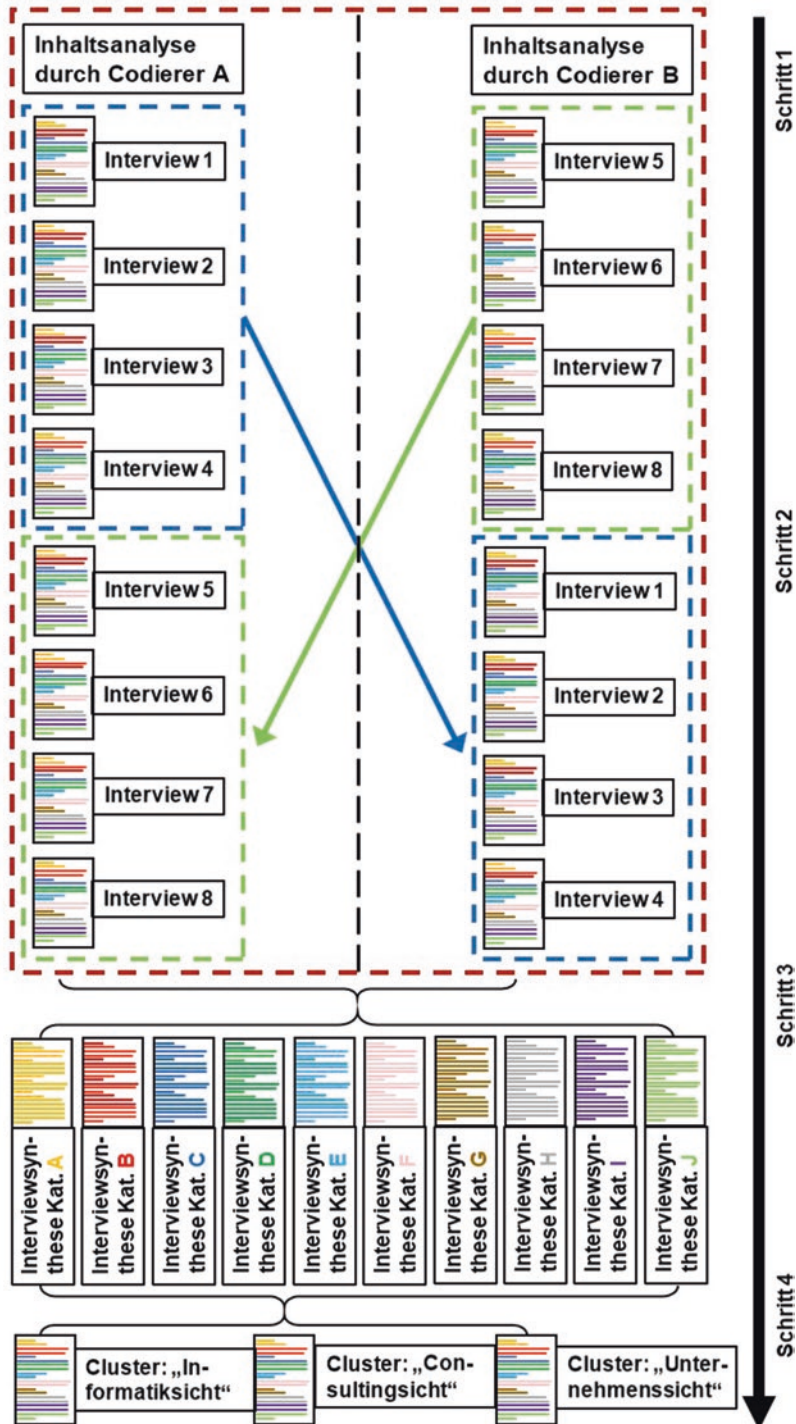 Inhaltsanalyse
durch Codierer A
Interview 1
Interview 2
Interview 3
Interview 4
Interview 5
Interview 6
Interview 7
Interview 8
Inhaltsanalyse
durch Codierer B
Interview 5
Interview 6
Interview 7
Interview 8
Interview 1
Interview 2
Interview 3
Interview 4
Schritt 1
Schritt 2
Schritt 3
Schritt 4
Interviewsyn-
these Kat. A
Interviewsyn-
these Kat. B
Interviewsyn-
these Kat. C
Interviewsyn-
these Kat. D
Interviewsyn-
these Kat. E
Interviewsyn-
these Kat. F
Interviewsyn-
these Kat. G
Interviewsyn-
these Kat. H
Interviewsyn-
these Kat. I
Interviewsyn-
these Kat. J
Cluster: „In-
formatiksicht“
Cluster: „Con-
sultingsicht“
Cluster: „Unter-
nehmenssicht“